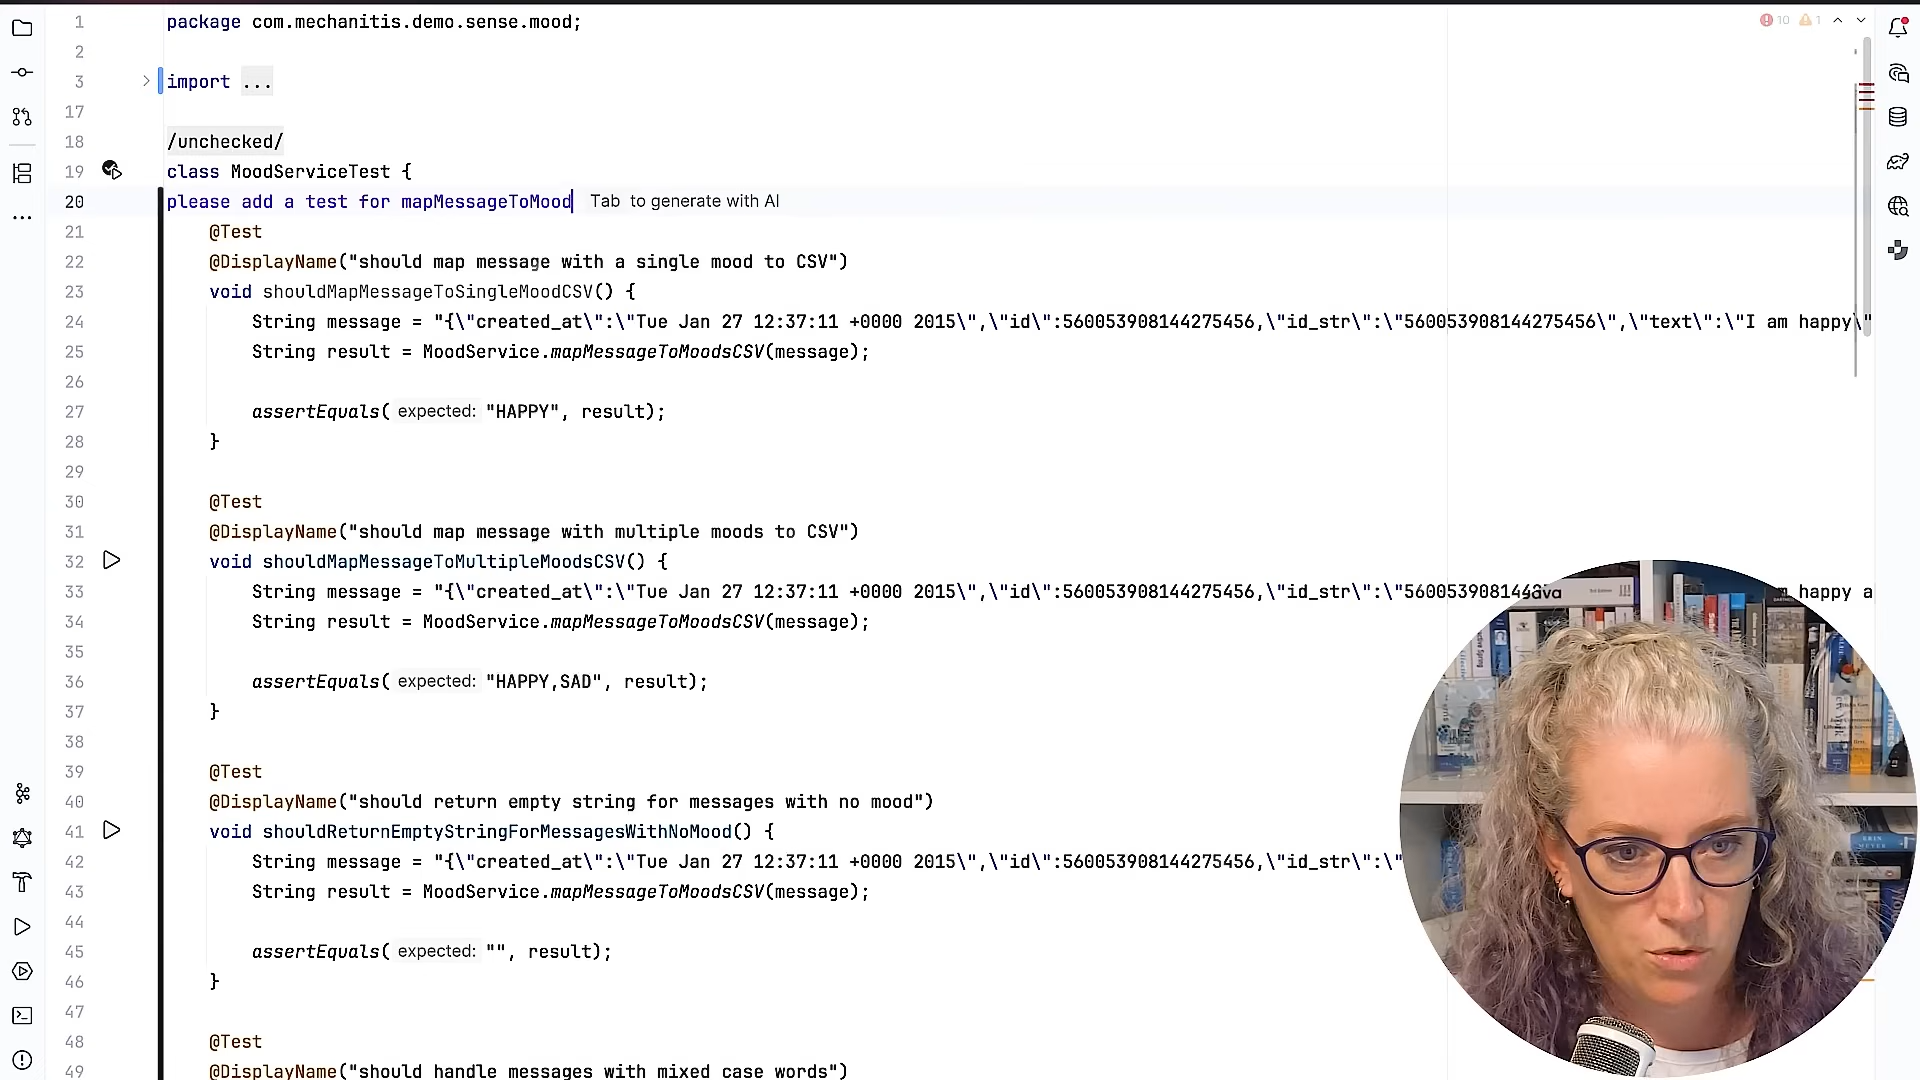 1 package com.mechanitis.demo.sense.mood;
10 1
2
3 import ...
17
18 /unchecked/
19 class MoodServiceTest {
20 please add a test for mapMessageToMood Tab to generate with AI
21 @Test
22 @DisplayName("should map message with a single mood to CSV")
23 void shouldMapMessageToSingleMoodCSV() {
24 String message = "{\"created_at\":\"Tue Jan 27 12:37:11 +0000 2015\",\"id\":560053908144275456,\"id_str\":\"560053908144275456\",\"text\":\"I am happy\"
25 String result = MoodService.mapMessageToMoodsCSV(message);
26
27 assertEquals( expected: "HAPPY", result);
28 }
29
30 @Test
31 @DisplayName("should map message with multiple moods to CSV")
32 void shouldMapMessageToMultipleMoodsCSV() {
33 String message = "{\"created_at\":\"Tue Jan 27 12:37:11 +0000 2015\",\"id\":560053908144275456,\"id_str\":\"5600539081442 happy a
34 String result = MoodService.mapMessageToMoodsCSV(message);
35
36 assertEquals( expected: "HAPPY,SAD", result);
37 }
38
39 @Test
40 @DisplayName("should return empty string for messages with no mood")
41 void shouldReturnEmptyStringForMessagesWithNoMood() {
42 String message = "{\"created_at\":\"Tue Jan 27 12:37:11 +0000 2015\",\"id\":560053908144275456,\"id_str\":\"
43 String result = MoodService.mapMessageToMoodsCSV(message);
44
45 assertEquals( expected: "", result);
46 }
47
48 @Test
49 @DisplayName("should handle messages with mixed case words")